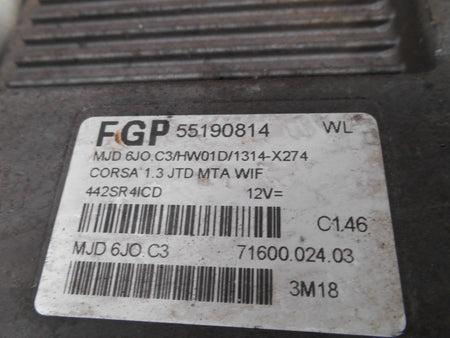 FGP 55190814 WL
MJD 6JO.C3/HW01D/1314-X274
CORSA 1.3 JTD MTA WIF
442SR4ICD 12V=
C1.46
MJD 6JO.C3 71600.024.03
3M18